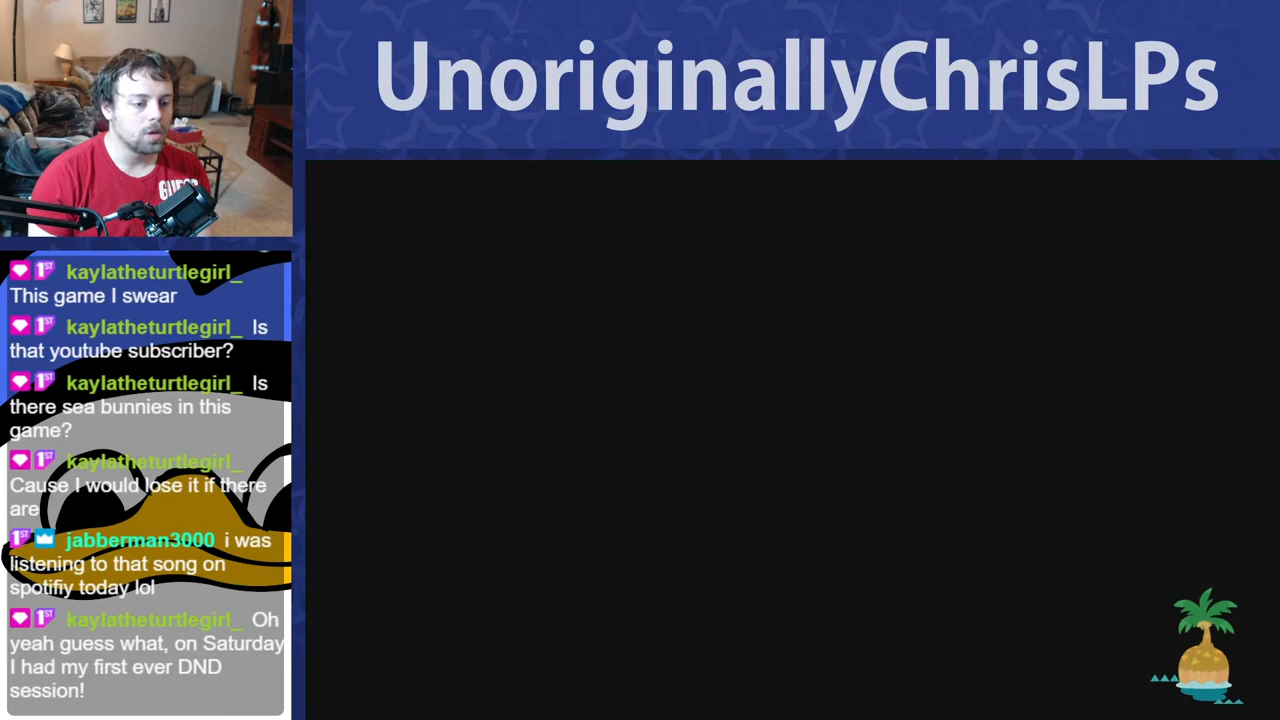 UnoriginallyChrisLPs
kaylatheturtlegirl_
This game I swear
kaylatheturtlegirl_ Is
that youtube subscriber?
kaylatheturtlegirl_ Is
there sea bunnies in this
game?
kaylatheturtlegirl_
Cause I would lose it if there
are
jabberman3000 i was
listening to that song on
spotifiy today lol
kaylatheturtlegirl_ Oh
yeah guess what, on Saturday
I had my first ever DND
session!